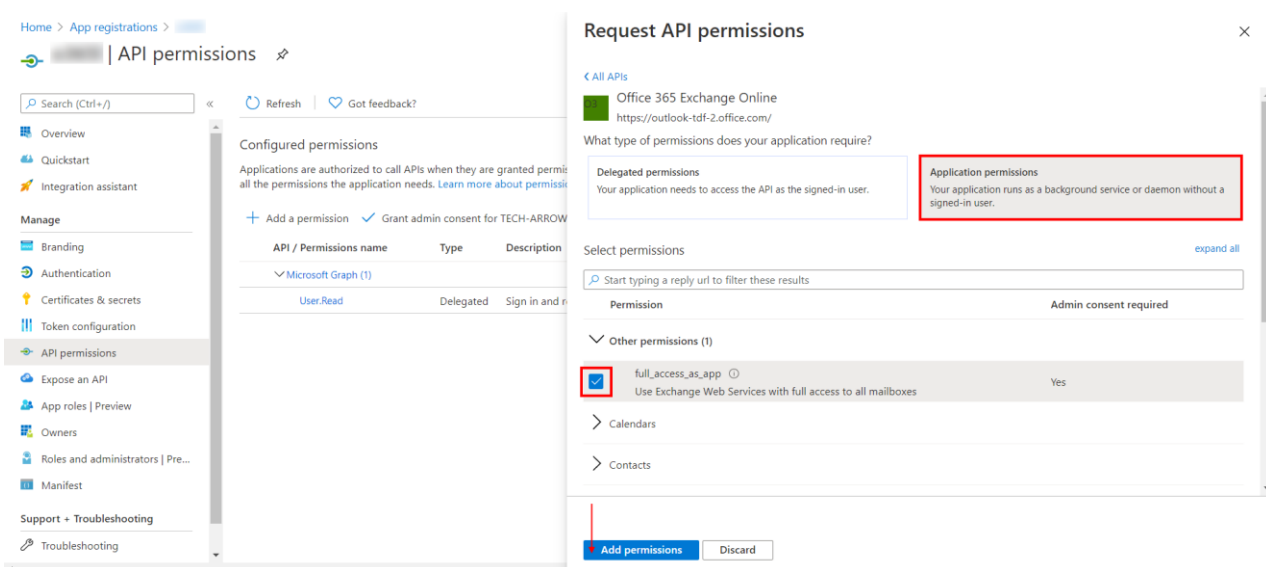 Home > App registrations >
| API permissions
Search (Ctrl+/)
«
Overview
Quickstart
Integration assistant
Manage
Branding
Authentication
Certificates & secrets
Token configuration
API permissions
Expose an API
App roles | Preview
Owners
Roles and administrators | Pre...
Manifest
Support + Troubleshooting
Troubleshooting
Refresh
Got feedback?
Configured permissions
Applications are authorized to call APIs when they are granted permis
all the permissions the application needs. Learn more about permissio
Add a permission
Grant admin consent for TECH-ARROW
API / Permissions name Type Description
Microsoft Graph (1)
User.Read Delegated Sign in and r
Request API permissions
All APIs
Office 365 Exchange Online
https://outlook-tdf-2.office.com/
What type of permissions does your application require?
Delegated permissions
Your application needs to access the API as the signed-in user.
Application permissions
Your application runs as a background service or daemon without a
signed-in user.
Select permissions
expand all
Start typing a reply url to filter these results
Permission Admin consent required
Other permissions (1)
full_access_as_app
Use Exchange Web Services with full access to all mailboxes
Yes
Calendars
Contacts
Add permissions
Discard